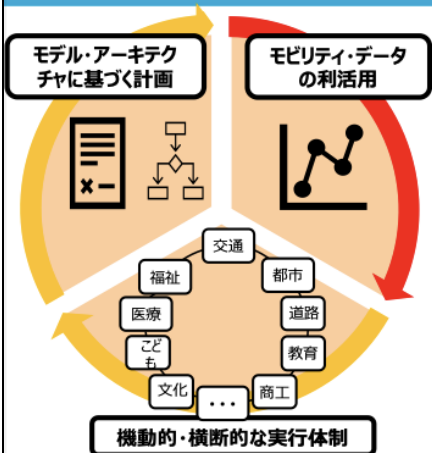 モデル・アーキテク
チャに基づく計画
モビリティ・データ
の利活用
交通
福祉
都市
医療
道路
こど
も
教育
文化
・・・
商工
機動的・横断的な実行体制